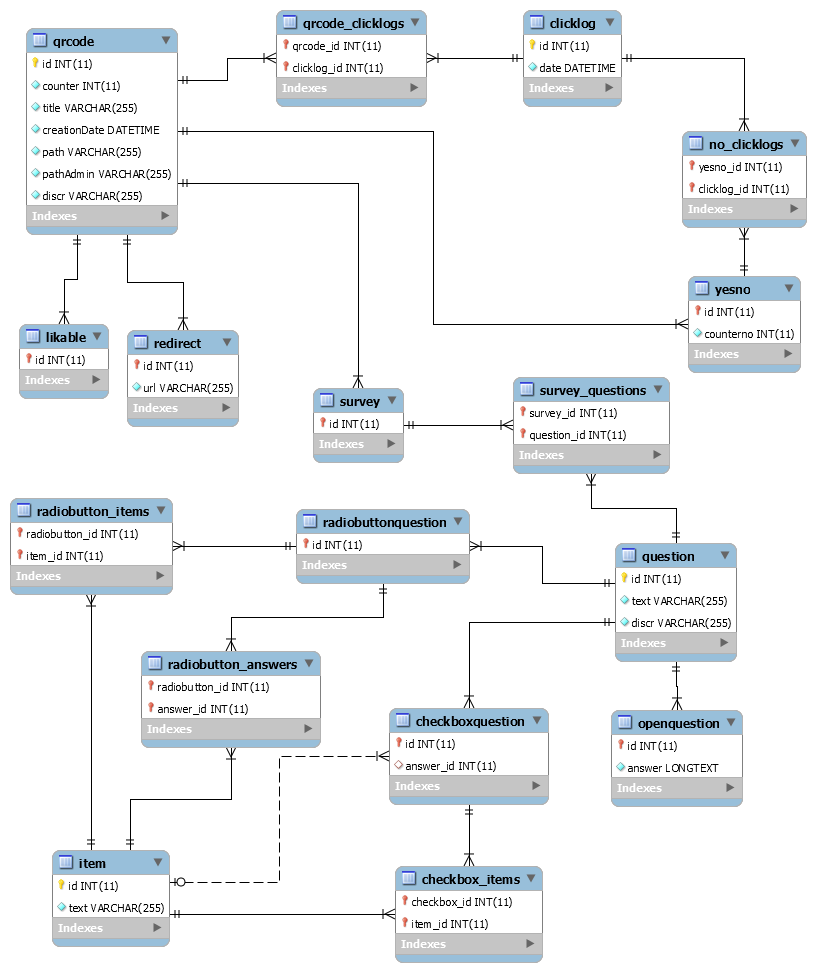 qrcode
id INT(11)
counter INT(11)
title VARCHAR(255)
creationDate DATETIME
path VARCHAR(255)
pathAdmin VARCHAR(255)
discr VARCHAR(255)
Indexes
qrcode_clicklogs
qrcode_id INT(11)
clicklog_id INT(11)
Indexes
clicklog
id INT(11)
date DATETIME
Indexes
no_clicklogs
yesno_id INT(11)
clicklog_id INT(11)
Indexes
yesno
id INT(11)
counterno INT(11)
Indexes
likable
id INT(11)
Indexes
redirect
id INT(11)
url VARCHAR(255)
Indexes
survey
id INT(11)
Indexes
survey_questions
survey_id INT(11)
question_id INT(11)
Indexes
radiobutton_items
radiobutton_id INT(11)
item_id INT(11)
Indexes
radiobuttonquestion
id INT(11)
Indexes
question
id INT(11)
text VARCHAR(255)
discr VARCHAR(255)
Indexes
radiobutton_answers
radiobutton_id INT(11)
answer_id INT(11)
Indexes
checkboxquestion
id INT(11)
answer_id INT(11)
Indexes
openquestion
id INT(11)
answer LONGTEXT
Indexes
item
id INT(11)
text VARCHAR(255)
Indexes
checkbox_items
checkbox_id INT(11)
item_id INT(11)
Indexes